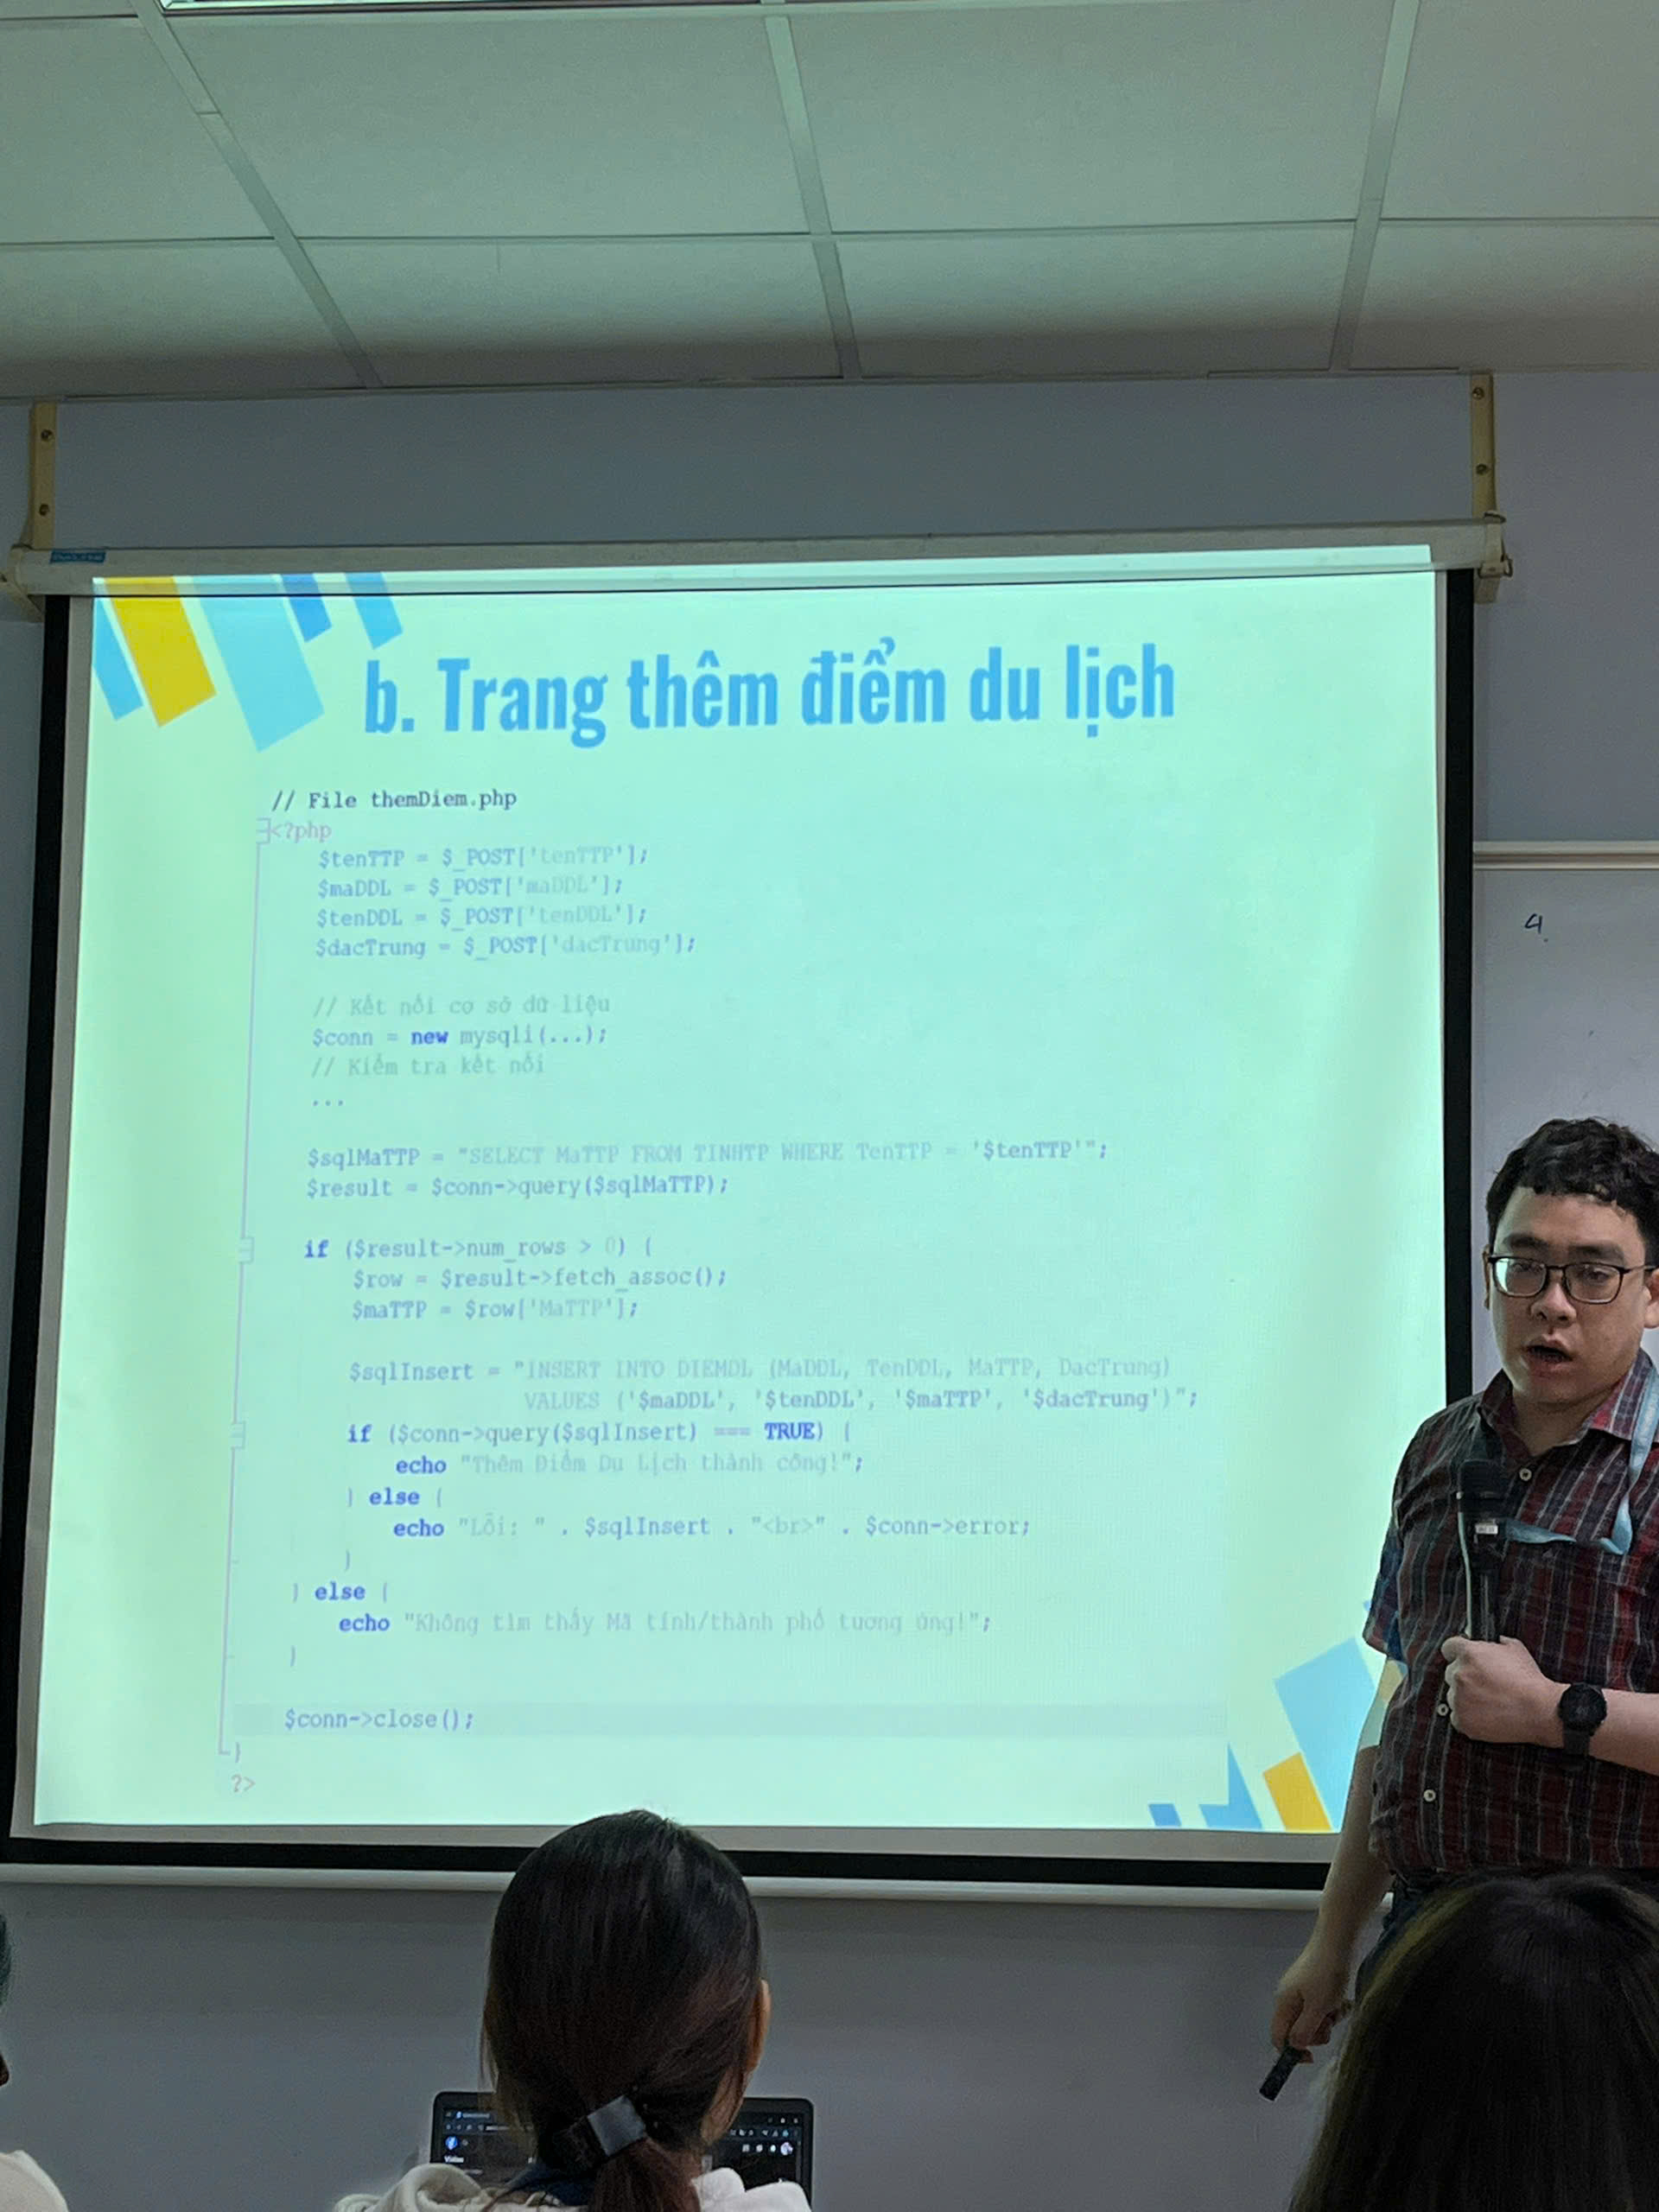 b. Trang thêm điểm du lịch
// File themDiem.php
<?php
$tenTTP = $_POST['tenTTP'];
$maDDL = $_POST['maDDL'];
$tenDDL = $_POST['tenDDL'];
$dacTrung = $_POST['dacTrung'];
// Kết nối cơ sở dữ liệu
$conn = new mysqli(...);
// Kiểm tra kết nối
...
$sqlMaTTP = "SELECT MaTTP FROM TINHTP WHERE TenTTP = '$tenTTP'";
$result = $conn->query($sqlMaTTP);
if ($result->num_rows > 0) {
$row = $result->fetch_assoc();
$maTTP = $row['MaTTP'];
$sqlInsert = "INSERT INTO DIEMDL (MaDDL, TenDDL, MaTTP, DacTrung)
VALUES ('$maDDL', '$tenDDL', '$maTTP', '$dacTrung')";
if ($conn->query($sqlInsert) === TRUE) {
echo "Thêm Điểm Du Lịch thành công!";
} else {
echo "Lỗi: " . $sqlInsert . "<br>" . $conn->error;
}
} else {
echo "Không tìm thấy Mã tỉnh/thành phố tương ứng!";
}
$conn->close();
}
?>
4.